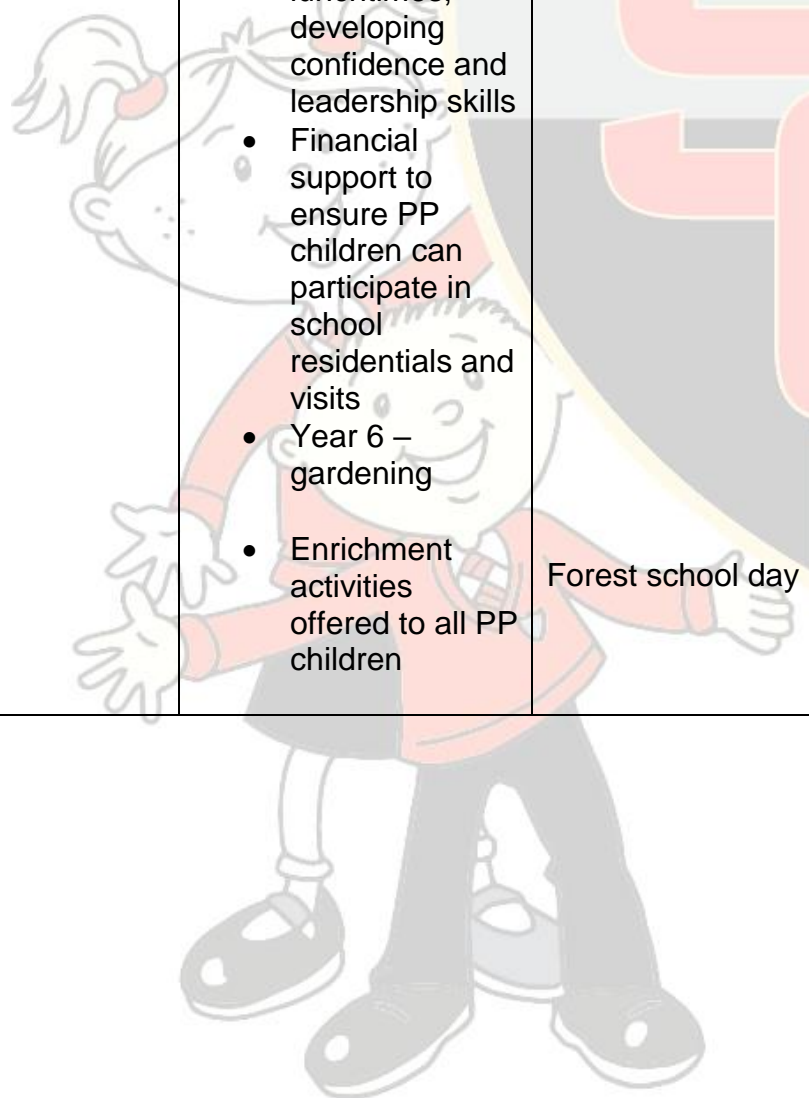 lunchtimes,
developing
confidence and
leadership skills
• Financial
support to
ensure PP
children can
participate in
school
residentials and
visits
• Year 6 –
gardening
• Enrichment
activities
offered to all PP
children
Forest school day